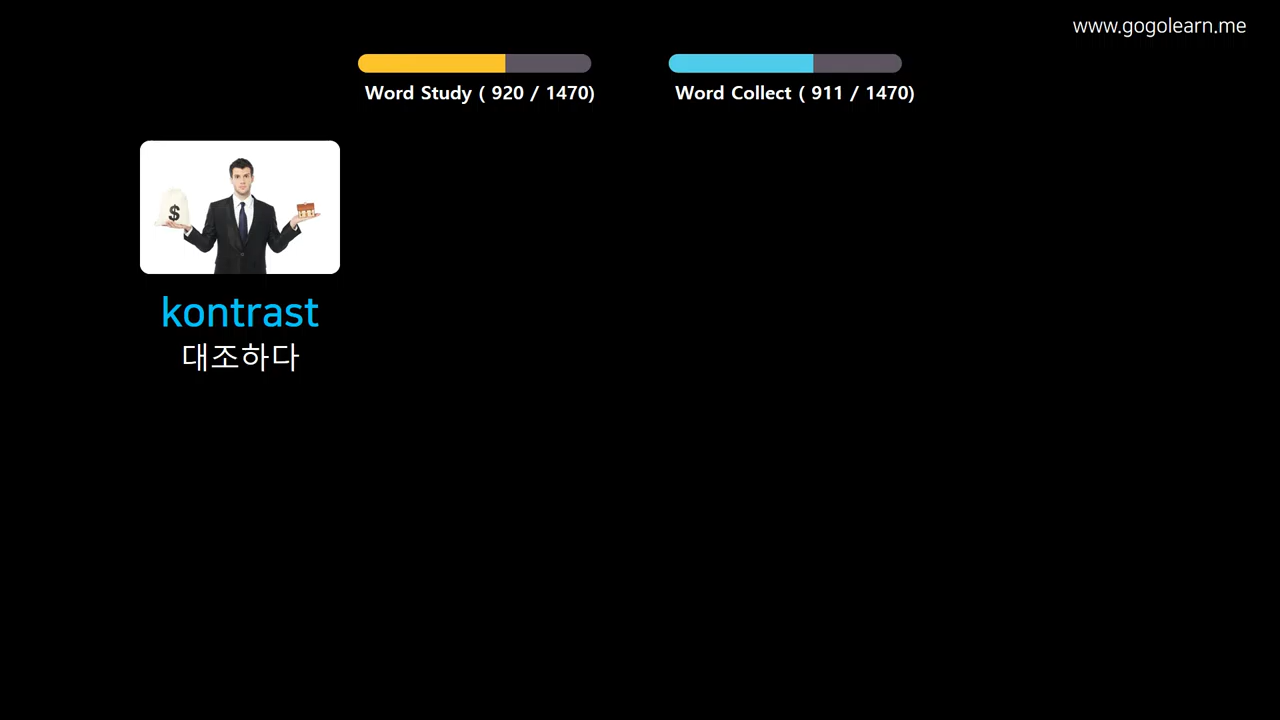 www.gogolearn.me
Word Study ( 920 / 1470)
Word Collect ( 911 / 1470)
$
kontrast
대조하다